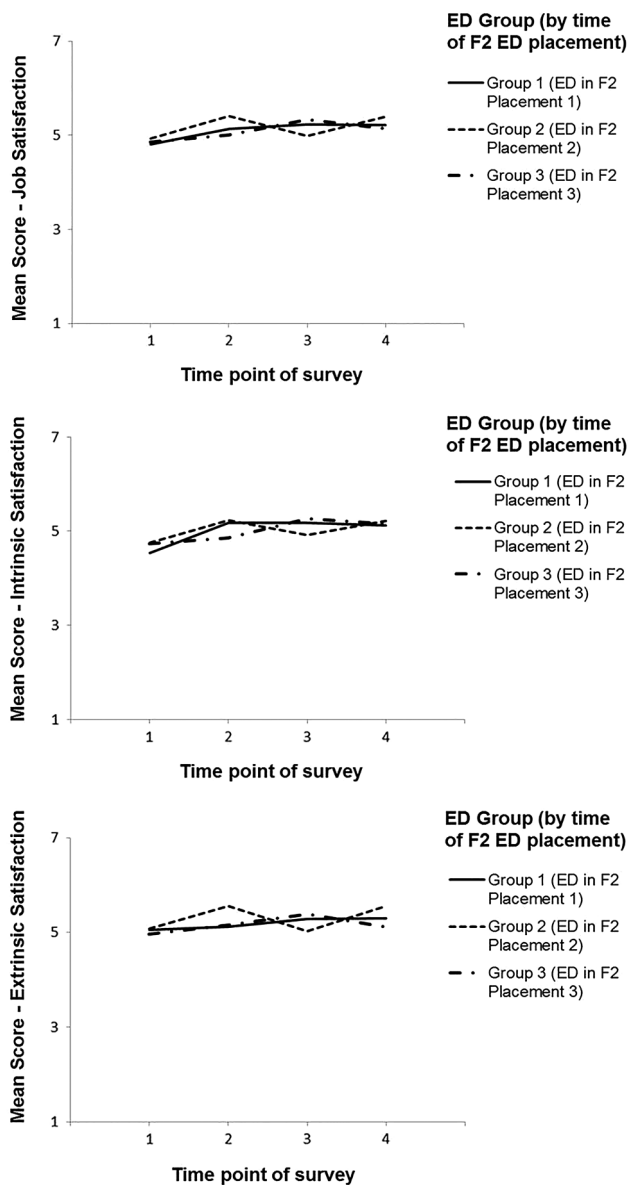 ED Group (by time
of F2 ED placement)
Group 1 (ED in F2
Placement 1)
Group 2 (ED in F2
Placement 2)
Group 3 (ED in F2
Placement 3)
Mean Score - Job Satisfaction
7
5
3
1
1 2 3 4
Time point of survey
ED Group (by time
of F2 ED placement)
Group 1 (ED in F2
Placement 1)
Group 2 (ED in F2
Placement 2)
Group 3 (ED in F2
Placement 3)
Mean Score - Intrinsic Satisfaction
7
5
3
1
1 2 3 4
Time point of survey
ED Group (by time
of F2 ED placement)
Group 1 (ED in F2
Placement 1)
Group 2 (ED in F2
Placement 2)
Group 3 (ED in F2
Placement 3)
Mean Score - Extrinsic Satisfaction
7
5
3
1
1 2 3 4
Time point of survey